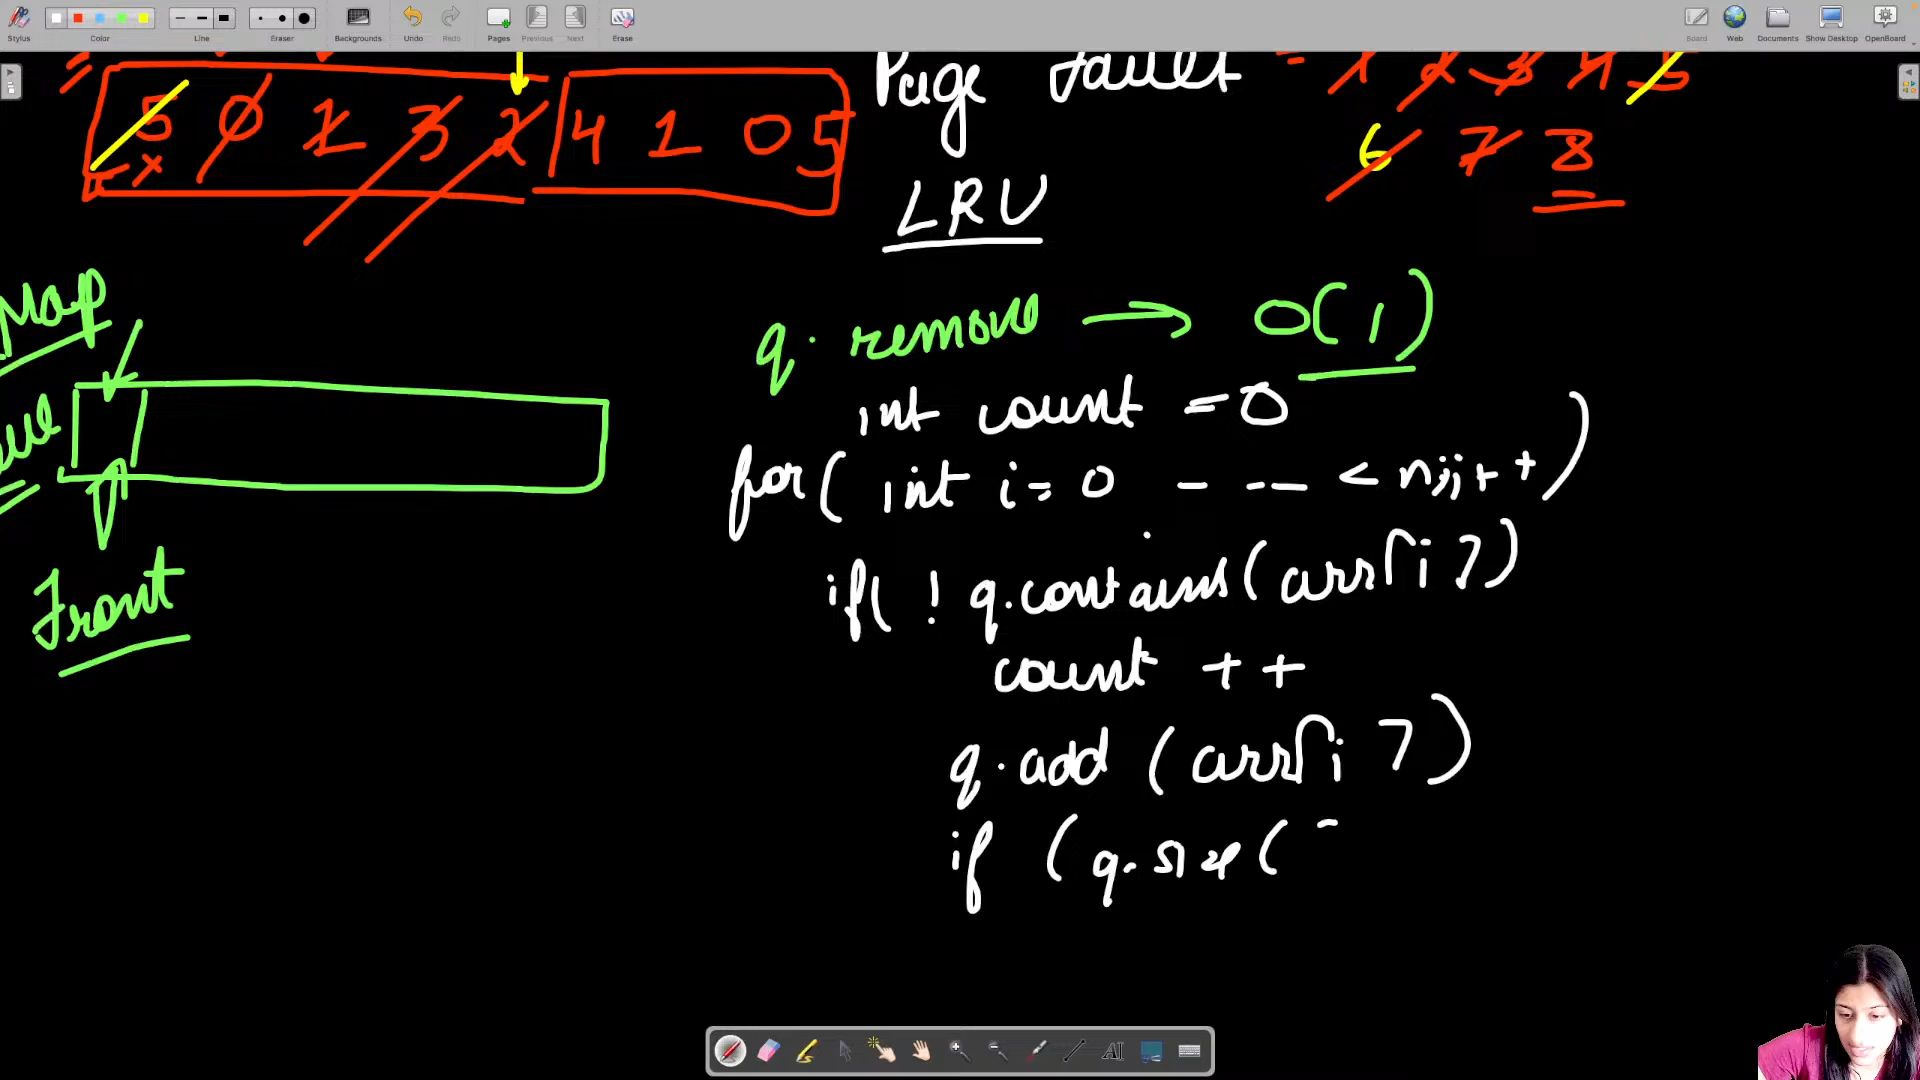 Stylus Color Line Eraser Backgrounds Undo Redo Pages Previous Next Erase Board Web Documents Show Desktop OpenBoard
Page fault = 1 2 3 4 5
6 7 8
5 0 1 3 2 4 1 0 5
LRU
Map
q. remove → O(1)
int count = 0
for( int i=0 - -- < n;i++)
if( ! q.contains(arr[i])
count ++
q.add (arr[i])
if (q.size(
Front
AI